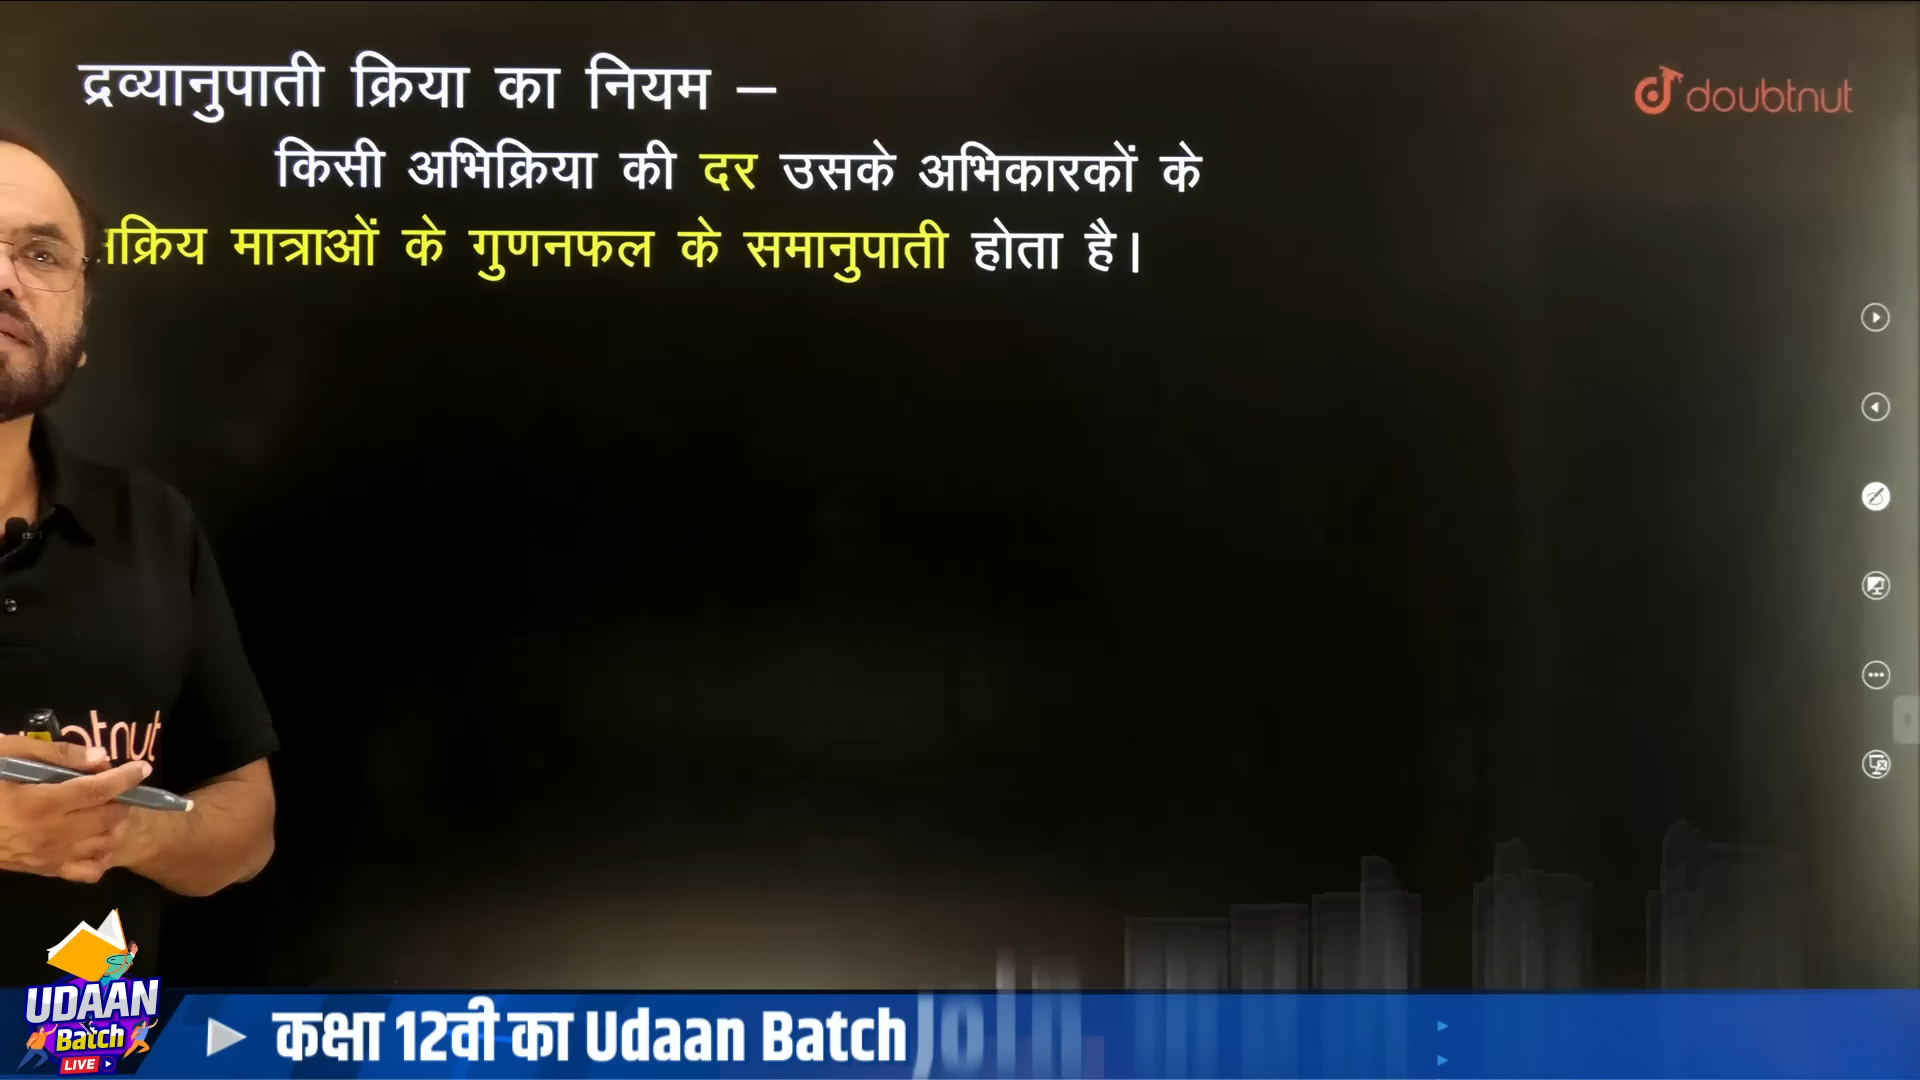 द्रव्यानुपाती क्रिया का नियम –
doubtnut
किसी अभिक्रिया की दर उसके अभिकारकों के
मात्राओं के गुणनफल के समानुपाती होता है।
UDAAN
Batch
LIVE
कक्षा 12वी का Udaan Batch